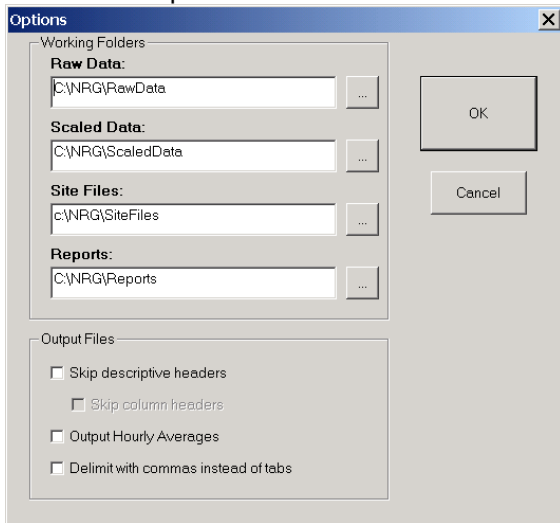 Options
Working Folders
Raw Data:
C:\NRG\RawData
...
OK
Scaled Data:
C:\NRG\ScaledData
...
Site Files:
c:\NRG\SiteFiles
...
Cancel
Reports:
C:\NRG\Reports
...
Output Files
Skip descriptive headers
Skip column headers
Output Hourly Averages
Delimit with commas instead of tabs